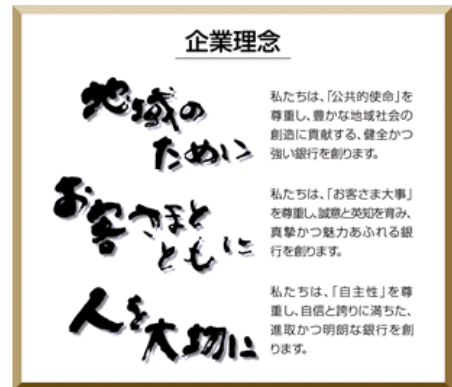 企業理念
地域の
ために
私たちは、「公共的使命」を
尊重し、豊かな地域社会の
創造に貢献する、健全かつ
強い銀行を創ります。
お客さまと
ともに
私たちは、「お客さま大事」
を尊重し、誠意と英知を育み、
真摯かつ魅力あふれる銀
行を創ります。
人を
大切に
私たちは、「自主性」を尊
重し、自信と誇りに満ちた、
進取かつ明朗な銀行を創
ります。